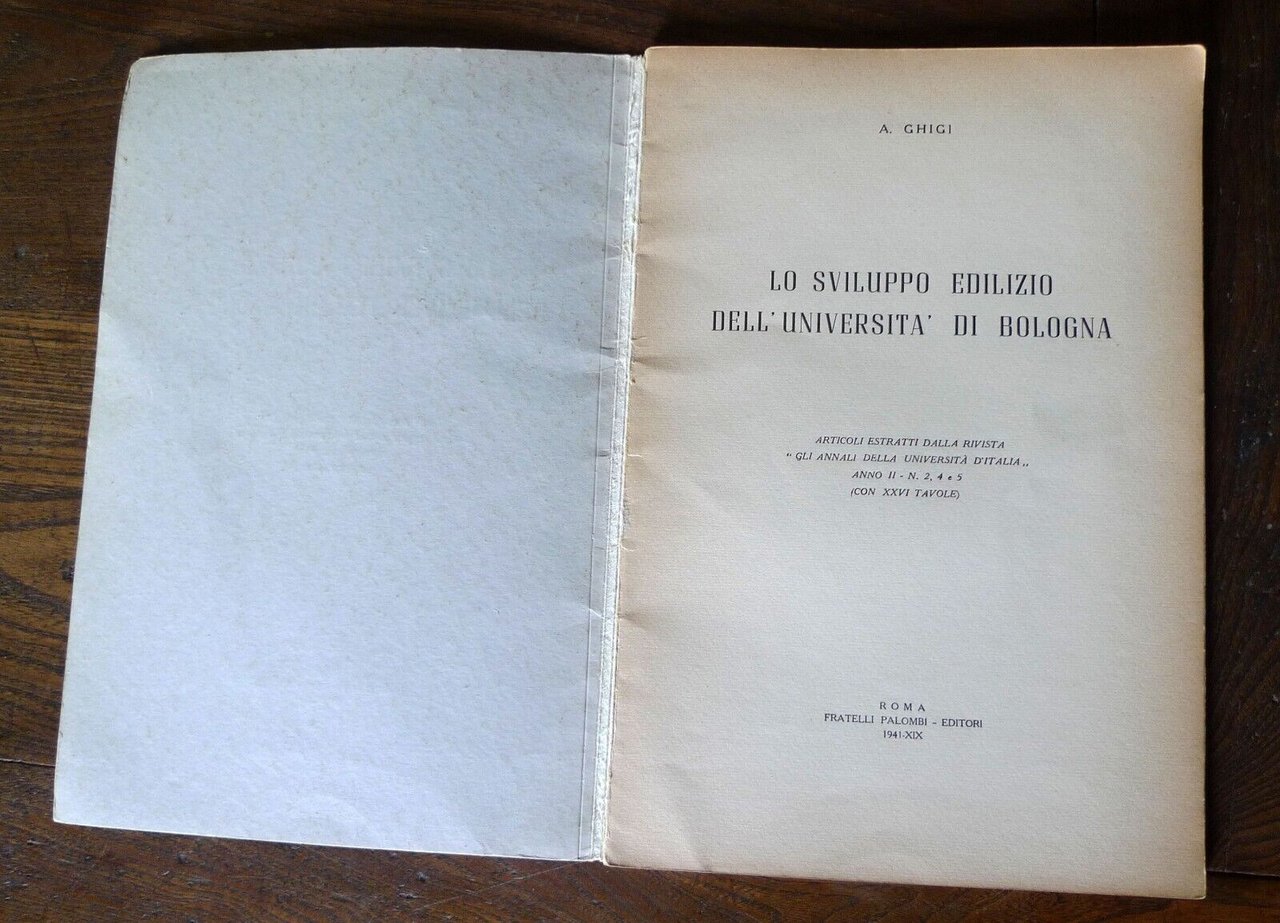 A. GHIGI
LO SVILUPPO EDILIZIO
DELL'UNIVERSITA' DI BOLOGNA
ARTICOLI ESTRATTI DALLA RIVISTA
" GLI ANNALI DELLA UNIVERSITÀ D'ITALIA „
ANNO II - N. 2, 4 e 5
(CON XXVI TAVOLE)
ROMA
FRATELLI PALOMBI - EDITORI
1941-XIX